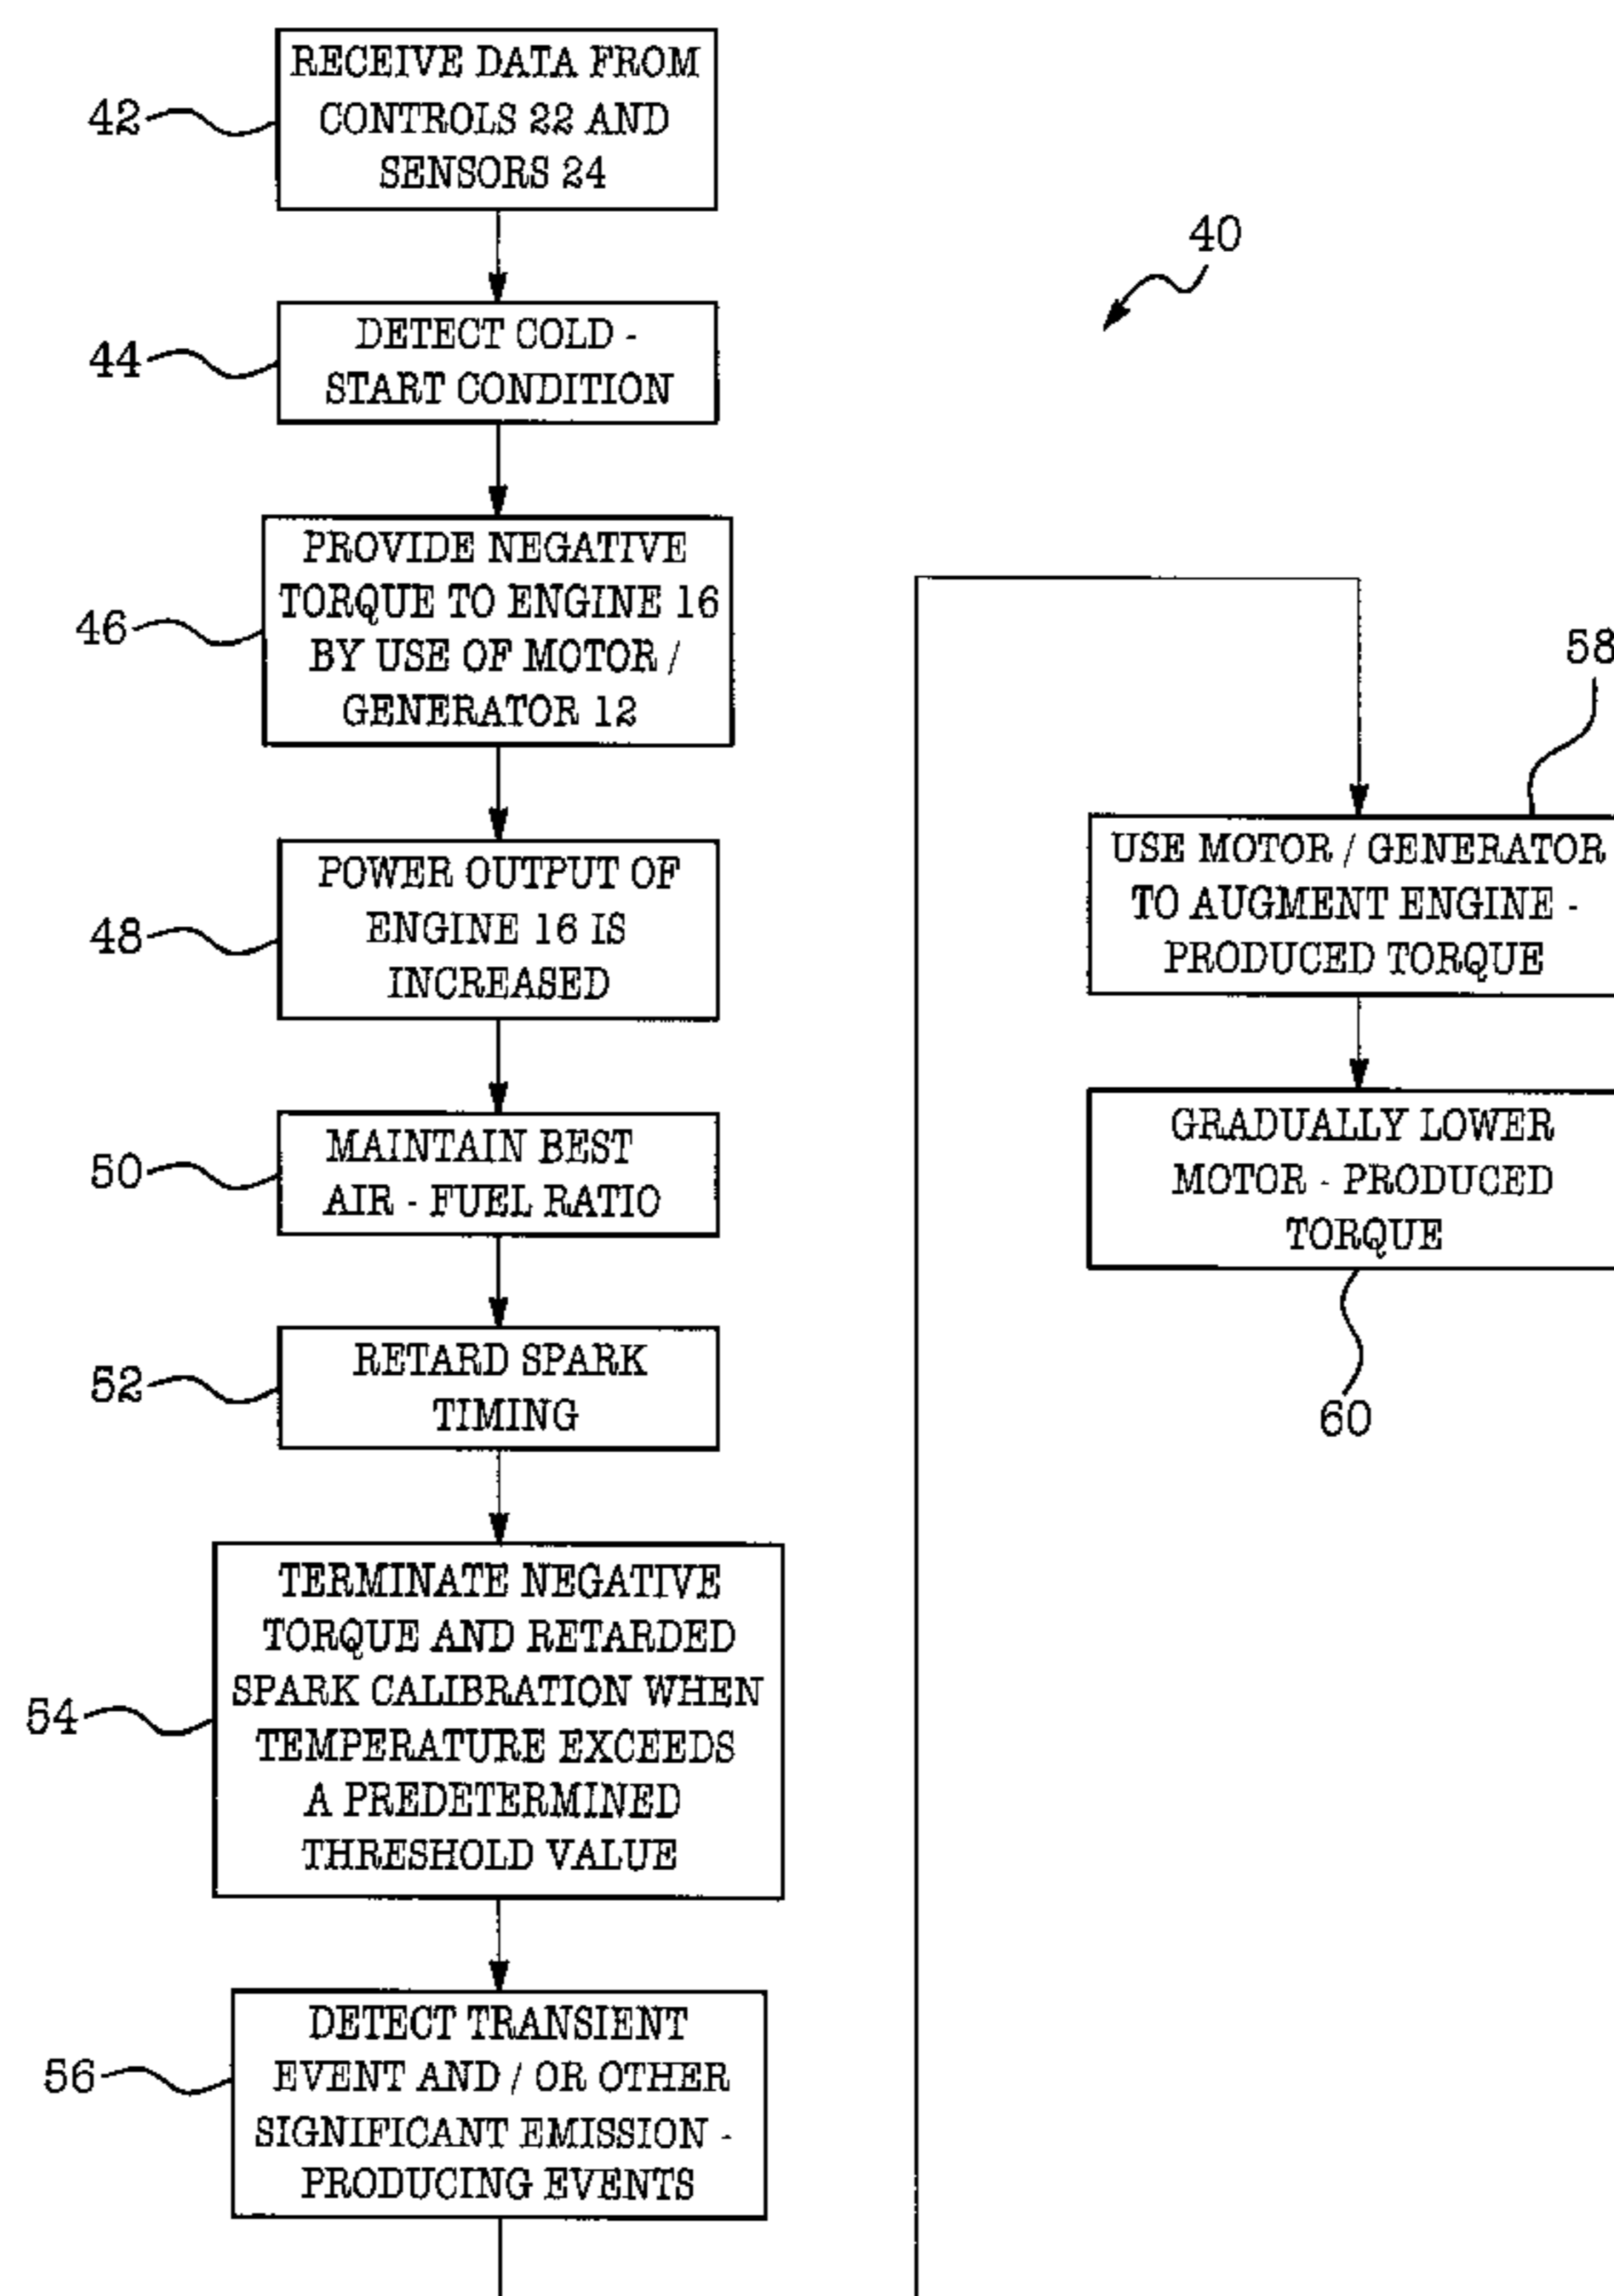 42
RECEIVE DATA FROM
CONTROLS 22 AND
SENSORS 24
44
DETECT COLD -
START CONDITION
46
PROVIDE NEGATIVE
TORQUE TO ENGINE 16
BY USE OF MOTOR /
GENERATOR 12
48
POWER OUTPUT OF
ENGINE 16 IS
INCREASED
50
MAINTAIN BEST
AIR - FUEL RATIO
52
RETARD SPARK
TIMING
54
TERMINATE NEGATIVE
TORQUE AND RETARDED
SPARK CALIBRATION WHEN
TEMPERATURE EXCEEDS
A PREDETERMINED
THRESHOLD VALUE
56
DETECT TRANSIENT
EVENT AND / OR OTHER
SIGNIFICANT EMISSION -
PRODUCING EVENTS
40
58
USE MOTOR / GENERATOR
TO AUGMENT ENGINE -
PRODUCED TORQUE
GRADUALLY LOWER
MOTOR - PRODUCED
TORQUE
60